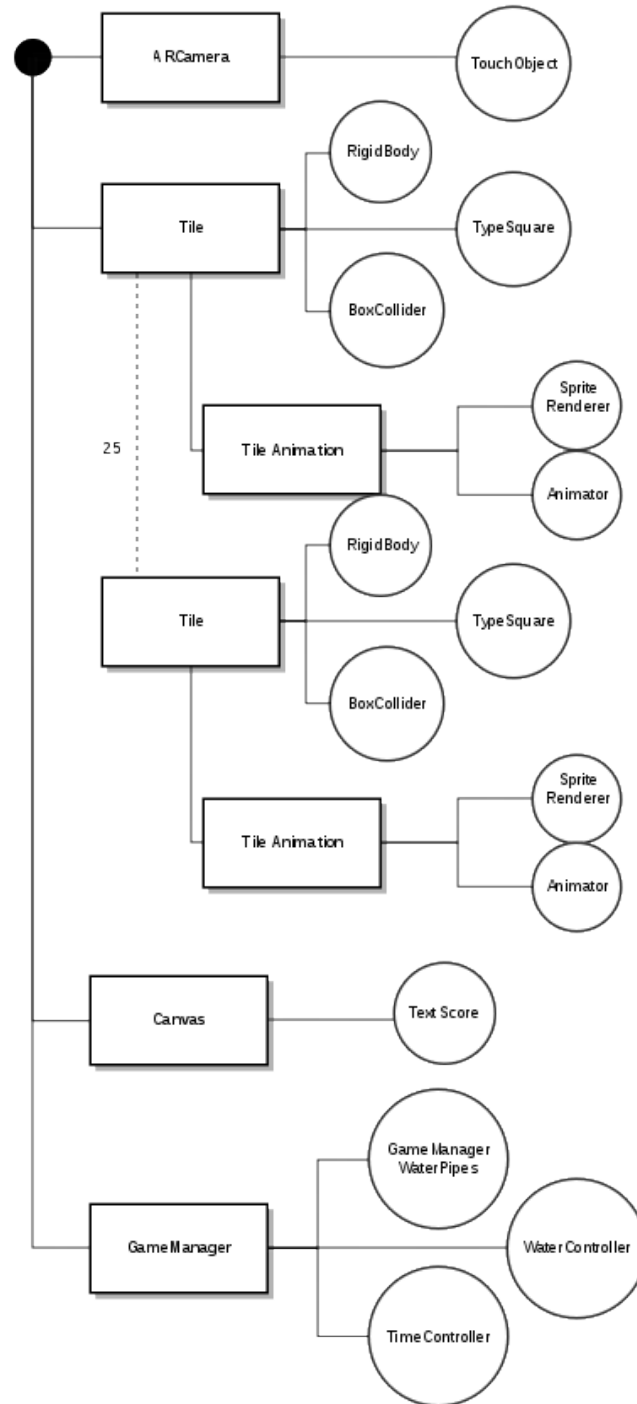 ARCamera
TouchObject
RigidBody
Tile
TypeSquare
BoxCollider
Sprite
Renderer
25
Tile Animation
Animator
RigidBody
Tile
TypeSquare
BoxCollider
Sprite
Renderer
Tile Animation
Animator
Canvas
Text Score
Game Manager
WaterPipes
GameManager
WaterController
TimeController